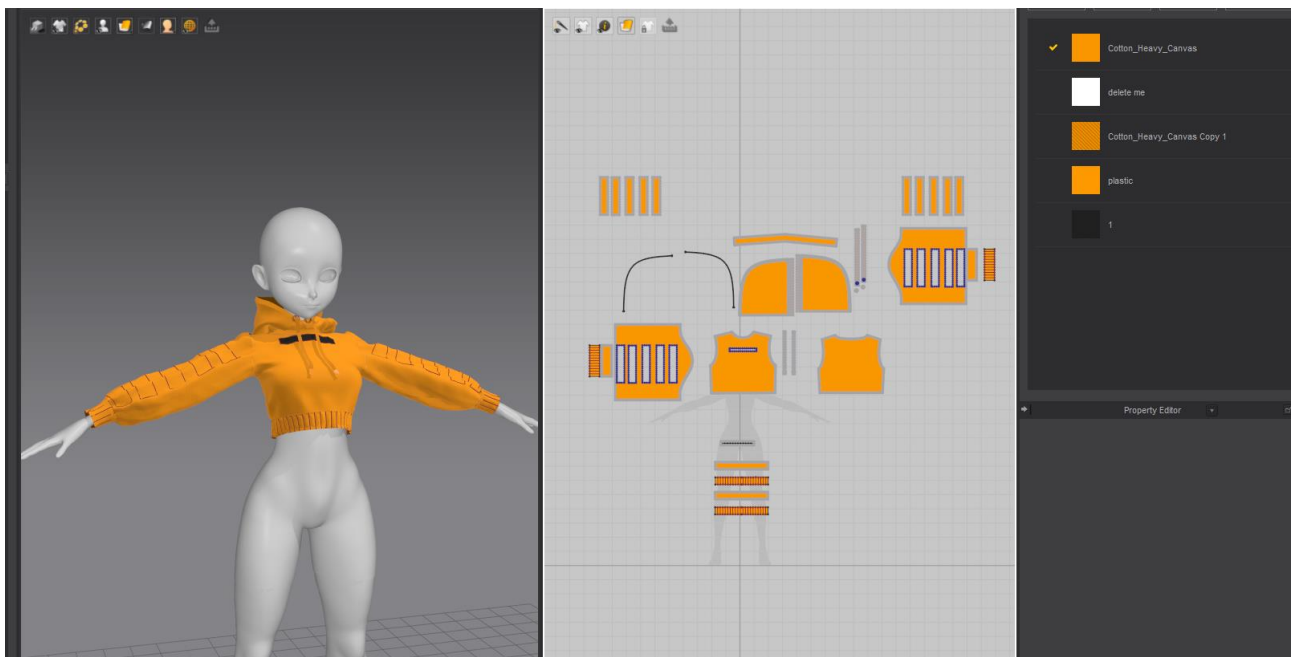 Cotton_Heavy_Canvas
delete me
Cotton_Heavy_Canvas Copy 1
plastic
1
Property Editor